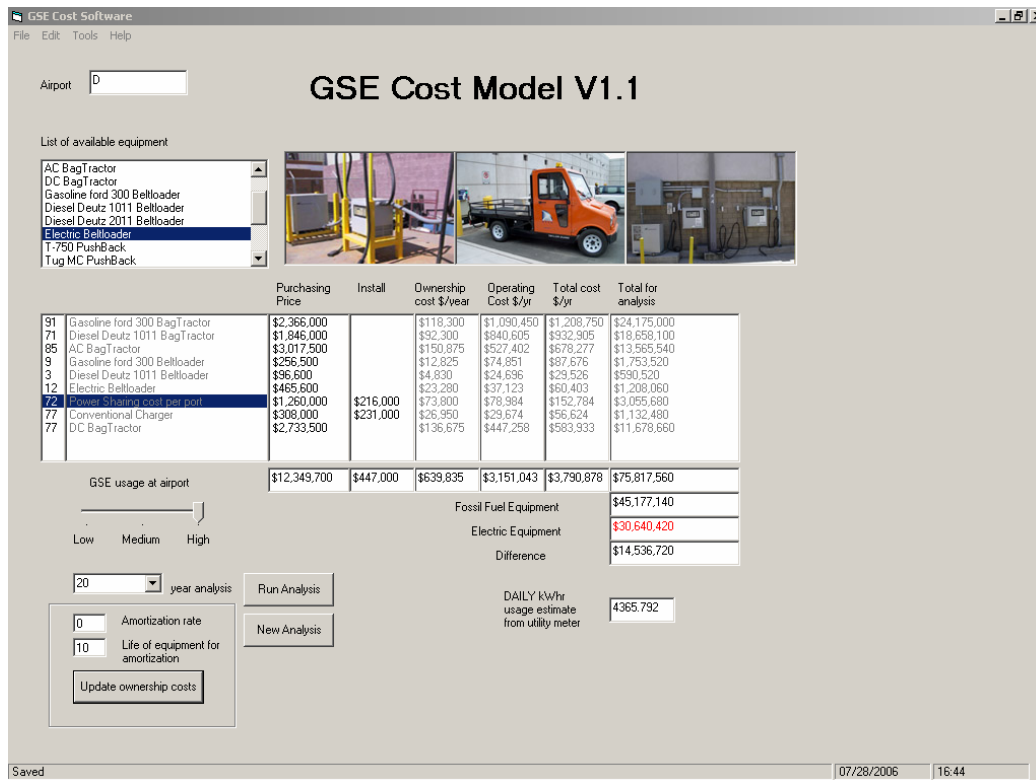 GSE Cost Software
File Edit Tools Help
Airport D
GSE Cost Model V1.1
List of available equipment
AC BagTractor
DC BagTractor
Gasoline ford 300 Beltloader
Diesel Deutz 1011 Beltloader
Diesel Deutz 2011 Beltloader
Electric Beltloader
T-750 PushBack
Tug MC PushBack
Purchasing Install Ownership Operating Total cost Total for
Price cost $/year Cost $/yr $/yr analysis
91 Gasoline ford 300 BagTractor $2,366,000 $118,300 $1,090,450 $1,208,750 $24,175,000
71 Diesel Deutz 1011 BagTractor $1,846,000 $92,300 $840,605 $932,905 $18,658,100
85 AC BagTractor $3,017,500 $150,875 $527,402 $678,277 $13,565,540
9 Gasoline ford 300 Beltloader $256,500 $12,825 $74,851 $87,676 $1,753,520
3 Diesel Deutz 1011 Beltloader $96,600 $4,830 $24,696 $29,526 $590,520
12 Electric Beltloader $465,600 $23,280 $37,123 $60,403 $1,208,060
72 Power Sharing cost per port $1,260,000 $216,000 $73,800 $78,984 $152,784 $3,055,680
77 Conventional Charger $308,000 $231,000 $26,950 $29,674 $56,624 $1,132,480
77 DC BagTractor $2,733,500 $136,675 $447,258 $583,933 $11,678,660
$12,349,700 $447,000 $639,835 $3,151,043 $3,790,878 $75,817,560
GSE usage at airport
Low Medium High
Fossil Fuel Equipment $45,177,140
Electric Equipment $30,640,420
Difference $14,536,720
20 year analysis
Run Analysis
New Analysis
DAILY kWhr
usage estimate
from utility meter
4365.792
0 Amortization rate
10 Life of equipment for
amortization
Update ownership costs
Saved 07/28/2006 16:44